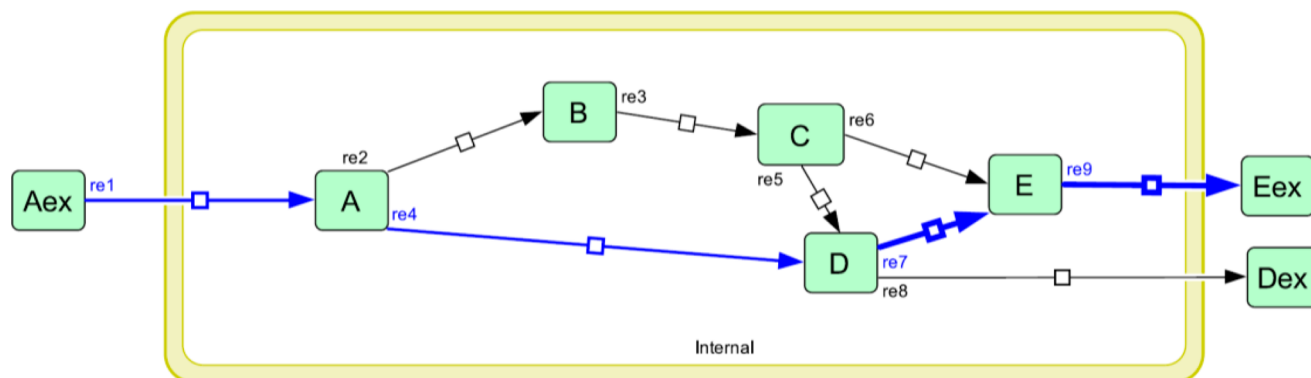 B
re3
C
re6
re2
re5
Aex
re1
A
re4
E
re9
Eex
D
re7
re8
Dex
Internal